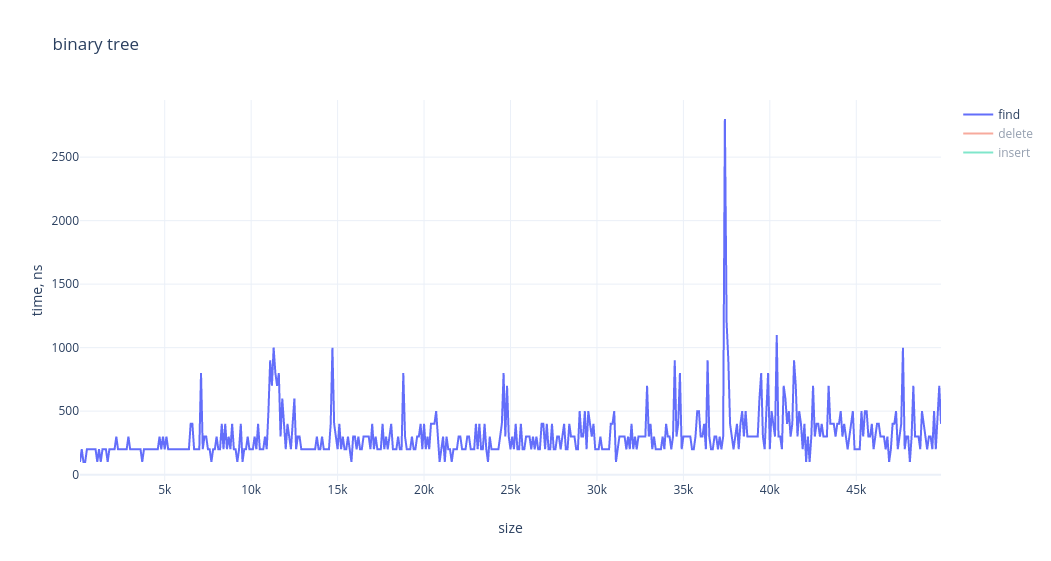 binary tree
find
delete
insert
2500
2000
1500
1000
500
0
time, ns
5k
10k
15k
20k
25k
30k
35k
40k
45k
size